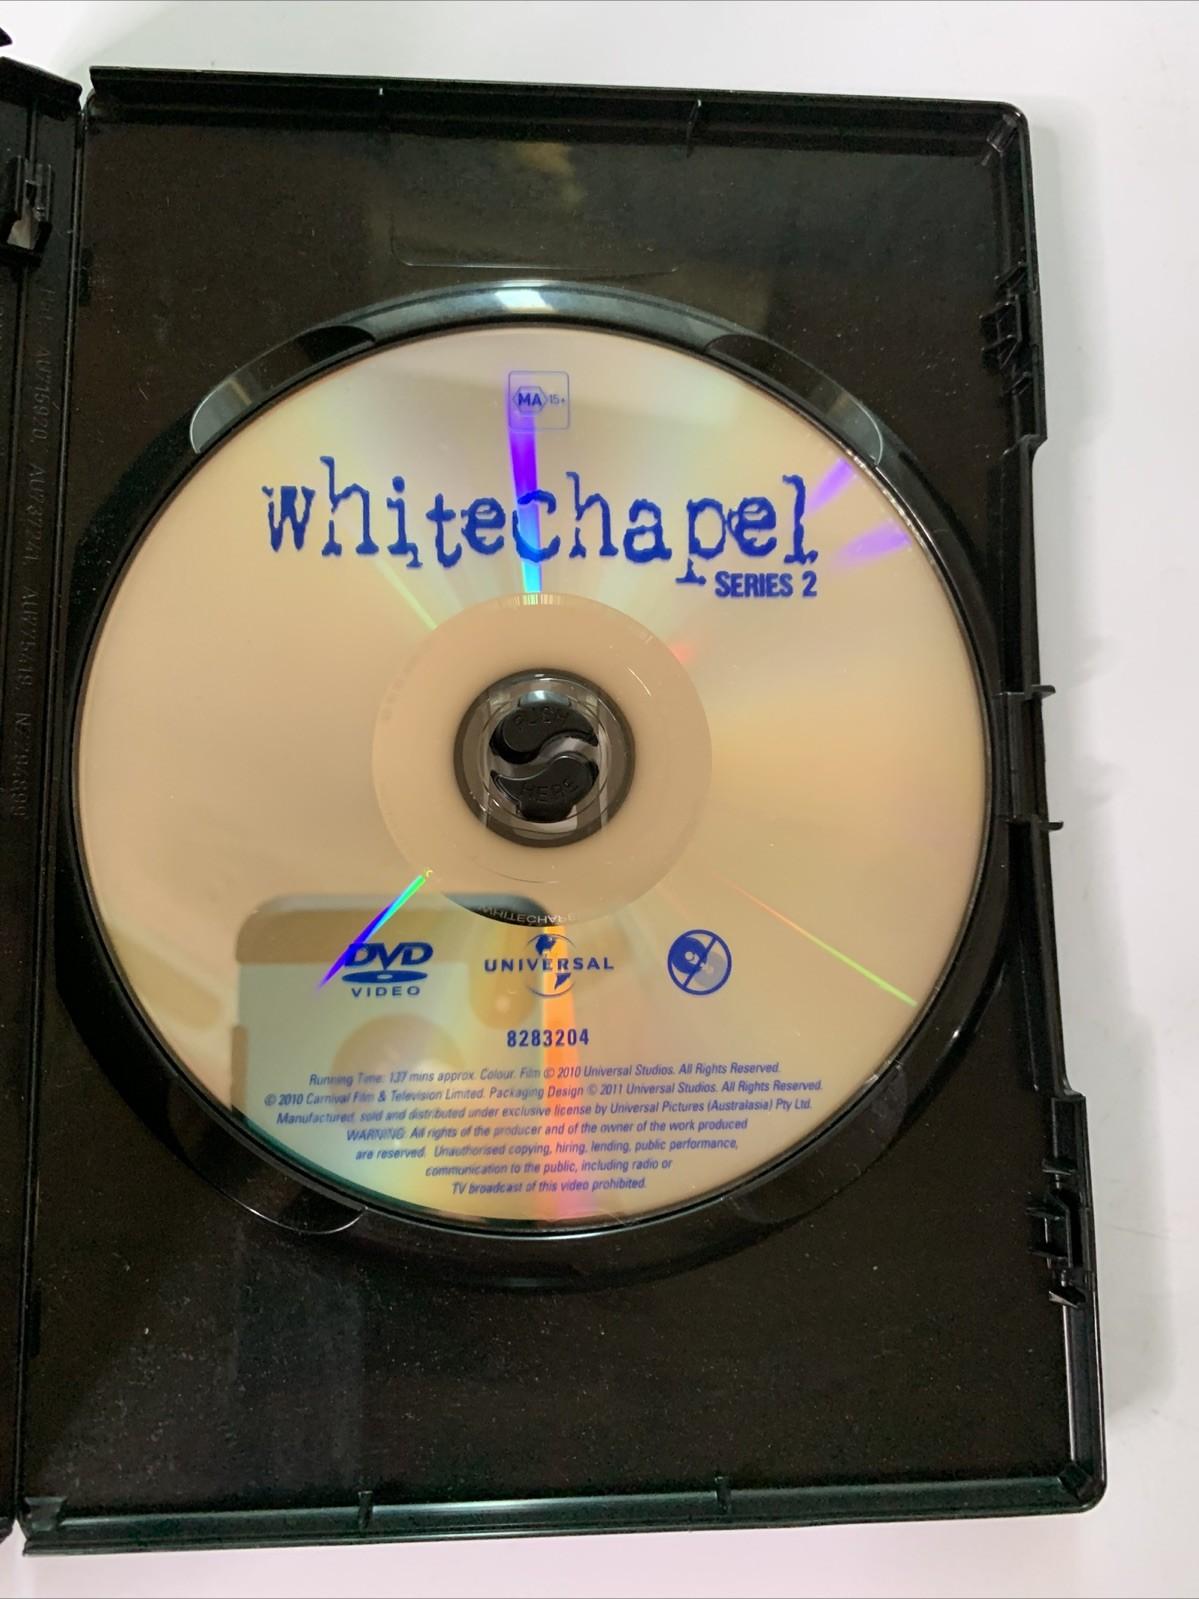 MA 15+
whitechapel
SERIES 2
PUSH
HERE
WHITECHAPE
DVD
VIDEO
UNIVERSAL
8283204
Running Time: 137 mins approx. Colour. Film © 2010 Universal Studios. All Rights Reserved.
© 2010 Carnival Film & Television Limited. Packaging Design © 2011 Universal Studios. All Rights Reserved.
Manufactured, sold and distributed under exclusive license by Universal Pictures (Australasia) Pty Ltd.
WARNING: All rights of the producer and of the owner of the work produced
are reserved. Unauthorised copying, hiring, lending, public performance,
communication to the public, including radio or
TV broadcast of this video prohibited.